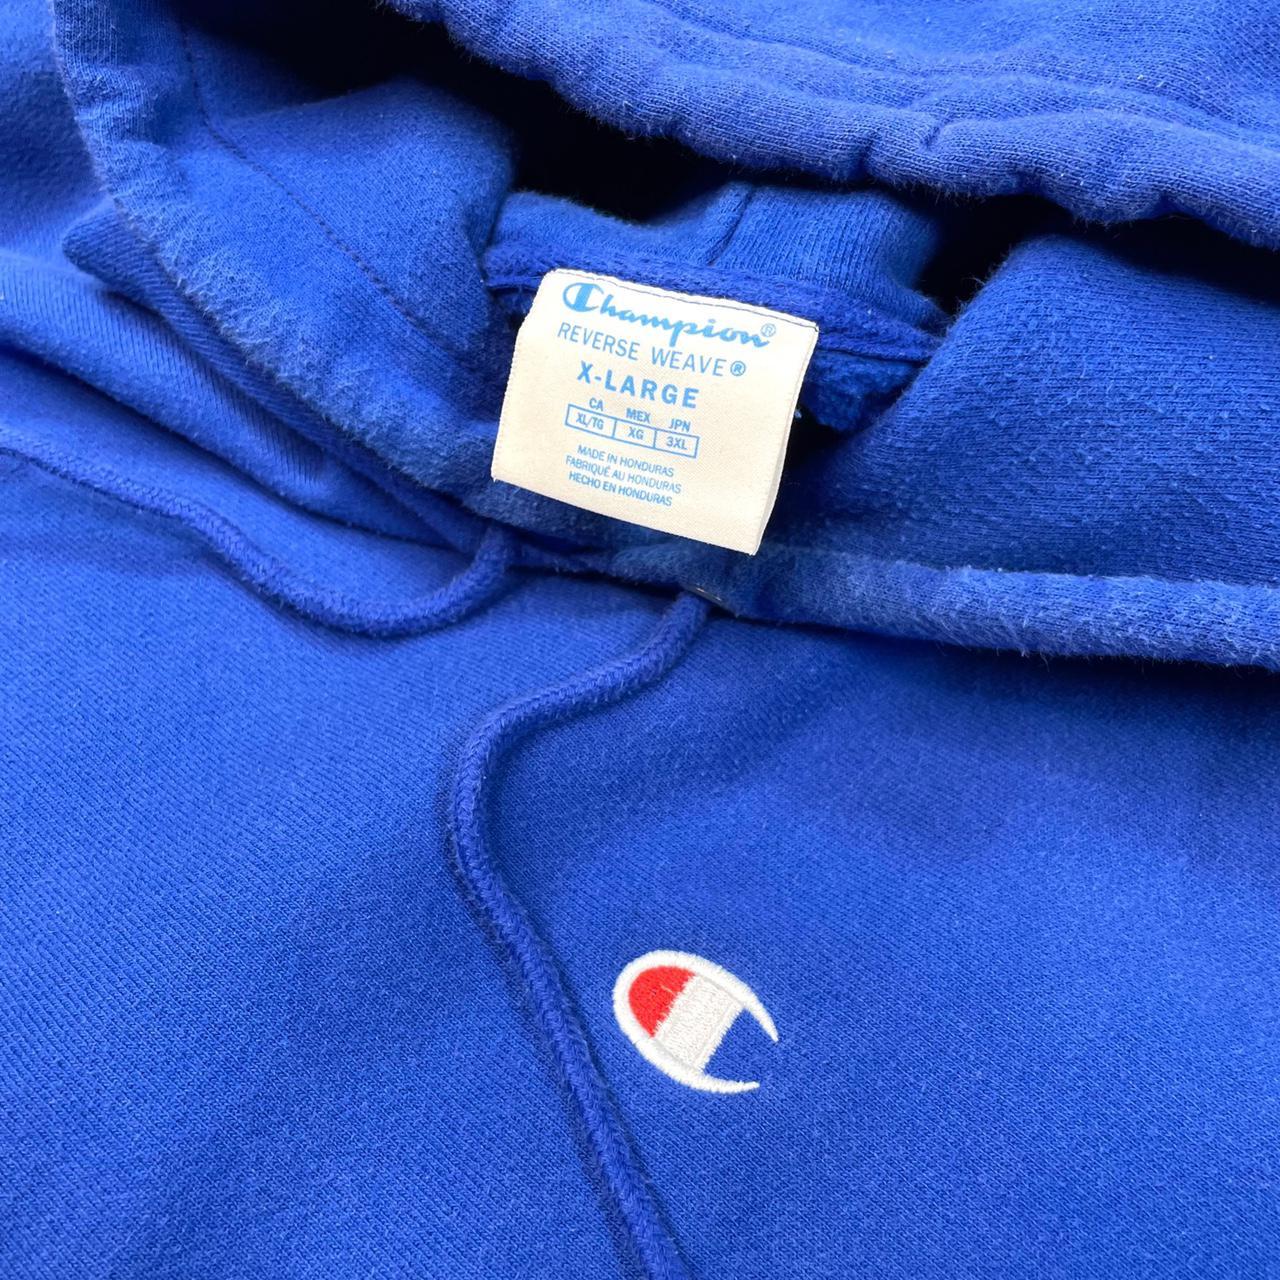 Champion®
REVERSE WEAVE®
X-LARGE
CA MEX JPN
XL/TG XG 3XL
MADE IN HONDURAS
FABRIQUÉ AU HONDURAS
HECHO EN HONDURAS